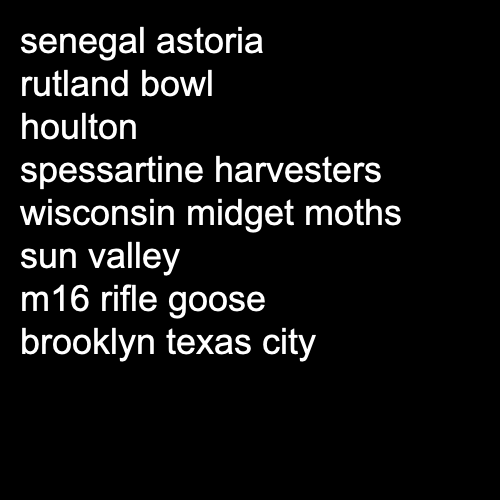 senegal astoria
rutland bowl
houlton
spessartine harvesters
wisconsin midget moths
sun valley
m16 rifle goose
brooklyn texas city